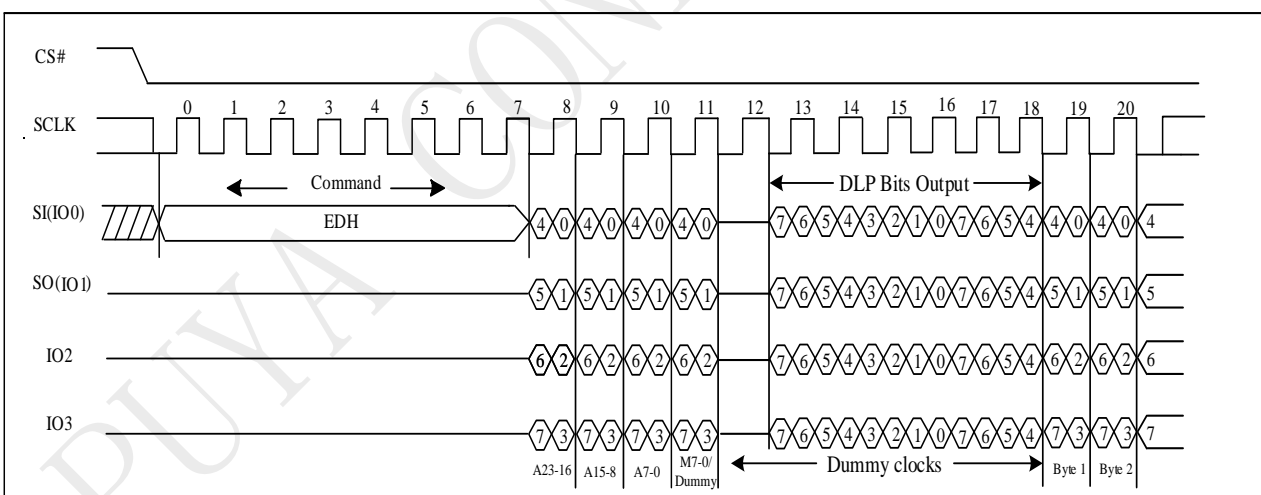 CS#
0 1 2 3 4 5 6 7 8 9 10 11 12 13 14 15 16 17 18 19 20
SCLK
Command
DLP Bits Output
SI(IO0)
EDH
4 0 4 0 4 0 4 0 7 6 5 4 3 2 1 0 7 6 5 4 4 0 4 0 4
SO(IO1)
5 1 5 1 5 1 5 1 7 6 5 4 3 2 1 0 7 6 5 4 5 1 5 1 5
IO2
6 2 6 2 6 2 6 2 7 6 5 4 3 2 1 0 7 6 5 4 6 2 6 2 6
IO3
7 3 7 3 7 3 7 3 7 6 5 4 3 2 1 0 7 6 5 4 7 3 7 3 7
A23-16 A15-8 A7-0 M7-0/ Dummy clocks Byte 1 Byte 2
Dummy
PUYA CON